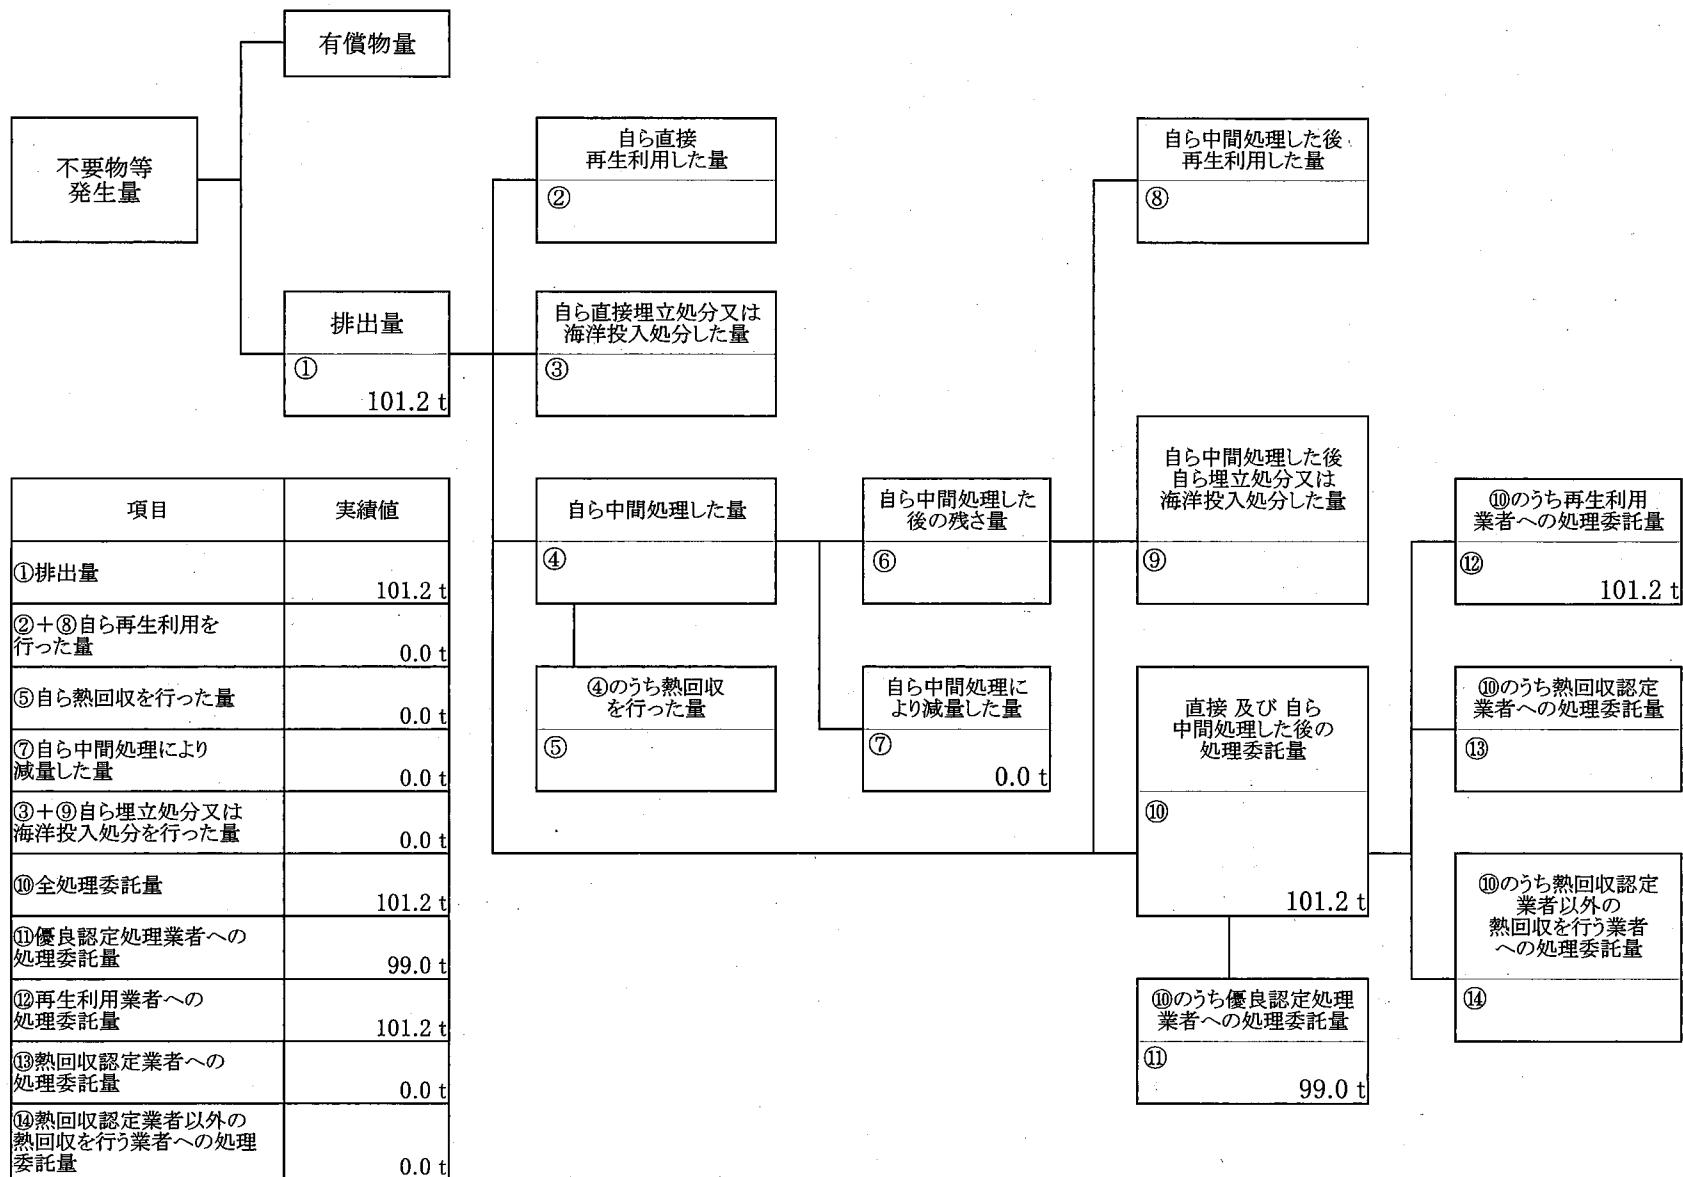 有償物量
不要物等
発生量
排出量
①
101.2 t
自ら直接
再生利用した量
②
自ら直接埋立処分又は
海洋投入処分した量
③
自ら中間処理した量
④
④のうち熱回収
を行った量
⑤
自ら中間処理した
後の残さ量
⑥
自ら中間処理に
より減量した量
⑦
0.0 t
自ら中間処理した後
再生利用した量
⑧
自ら中間処理した後
自ら埋立処分又は
海洋投入処分した量
⑨
直接 及び 自ら
中間処理した後の
処理委託量
⑩
101.2 t
⑩のうち優良認定処理
業者への処理委託量
⑪
99.0 t
⑩のうち再生利用
業者への処理委託量
⑫
101.2 t
⑩のうち熱回収認定
業者への処理委託量
⑬
⑩のうち熱回収認定
業者以外の
熱回収を行う業者
への処理委託量
⑭
項目 実績値
①排出量
101.2 t
②+⑧自ら再生利用を
行った量
0.0 t
⑤自ら熱回収を行った量
0.0 t
⑦自ら中間処理により
減量した量
0.0 t
③+⑨自ら埋立処分又は
海洋投入処分を行った量
0.0 t
⑩全処理委託量
101.2 t
⑪優良認定処理業者への
処理委託量
99.0 t
⑫再生利用業者への
処理委託量
101.2 t
⑬熱回収認定業者への
処理委託量
0.0 t
⑭熱回収認定業者以外の
熱回収を行う業者への処理
委託量
0.0 t